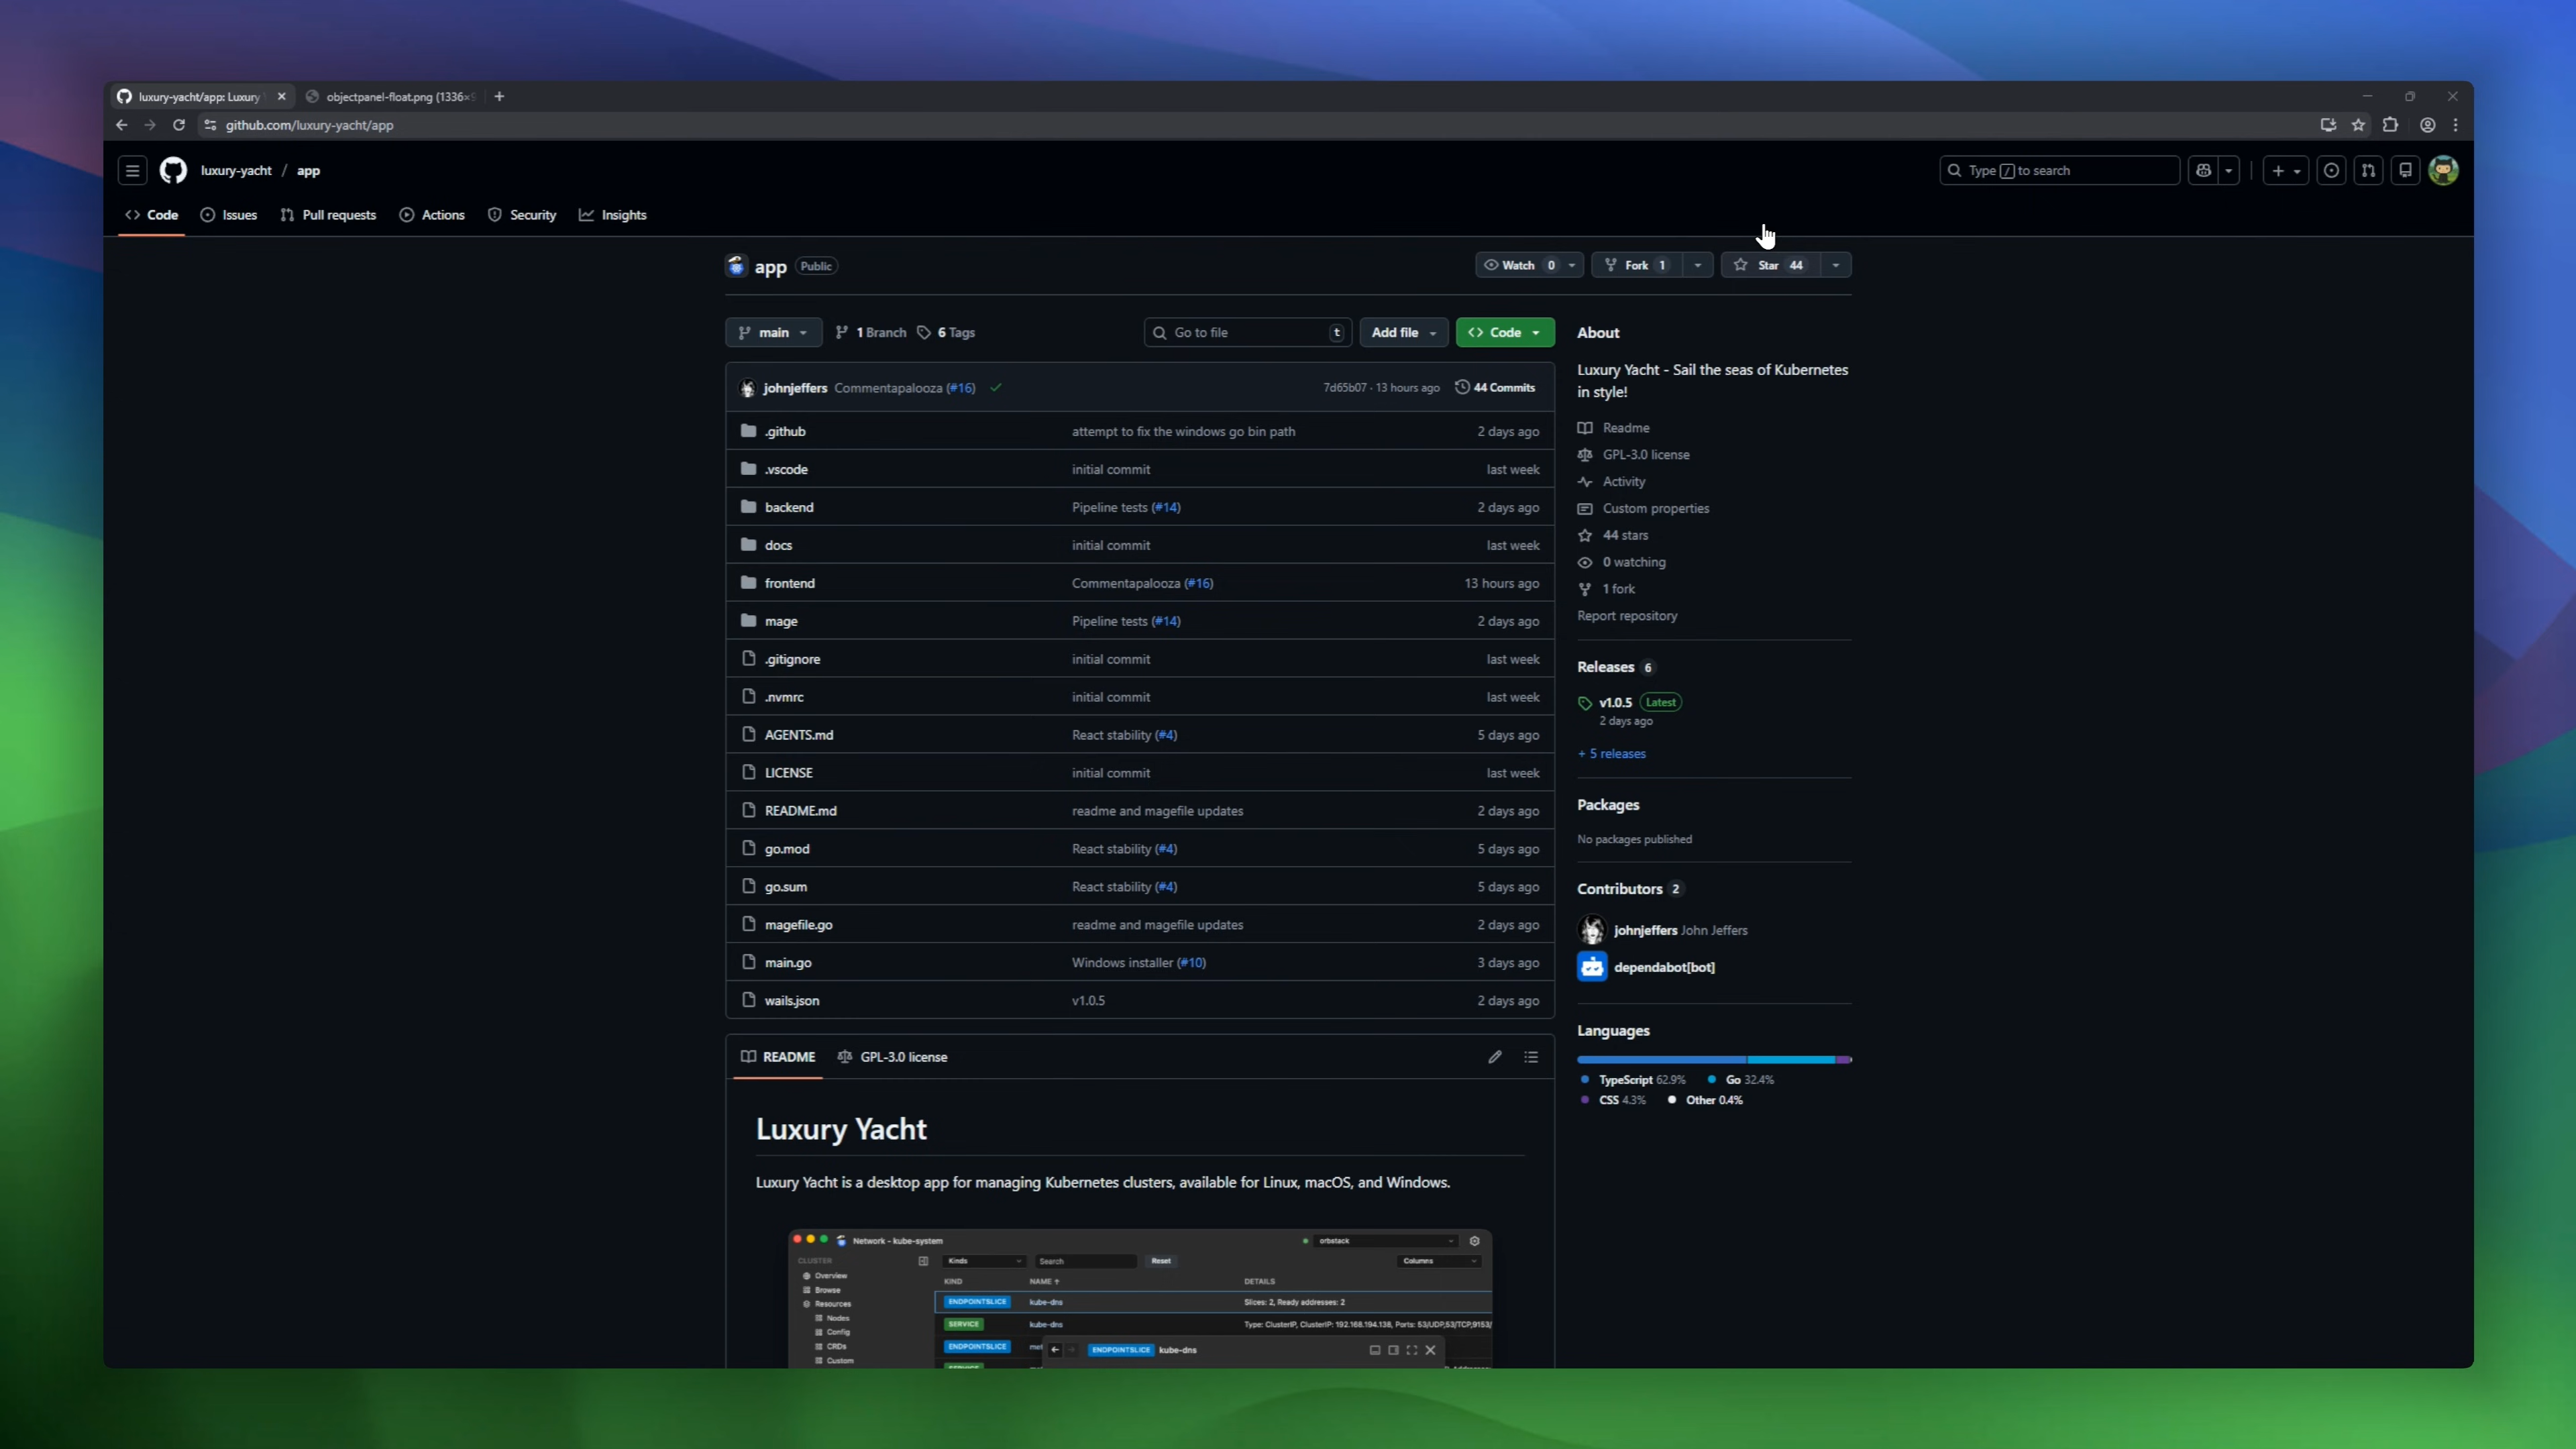 luxury-yacht/app: Luxury
objectpanel-float.png (1336×9
github.com/luxury-yacht/app
luxury-yacht / app
Type / to search
Code
Issues
Pull requests
Actions
Security
Insights
app Public
Watch 0
Fork 1
Star 44
main
1 Branch
6 Tags
Go to file t
Add file
Code
johnjeffers Commentapalooza (#16)
7d65b07 · 13 hours ago
44 Commits
.github attempt to fix the windows go bin path 2 days ago
.vscode initial commit last week
backend Pipeline tests (#14) 2 days ago
docs initial commit last week
frontend Commentapalooza (#16) 13 hours ago
mage Pipeline tests (#14) 2 days ago
.gitignore initial commit last week
.nvmrc initial commit last week
AGENTS.md React stability (#4) 5 days ago
LICENSE initial commit last week
README.md readme and magefile updates 2 days ago
go.mod React stability (#4) 5 days ago
go.sum React stability (#4) 5 days ago
magefile.go readme and magefile updates 2 days ago
main.go Windows installer (#10) 3 days ago
wails.json v1.0.5 2 days ago
README
GPL-3.0 license
Luxury Yacht
Luxury Yacht is a desktop app for managing Kubernetes clusters, available for Linux, macOS, and Windows.
Network - kube-system
orbstack
CLUSTER
Overview
Browse
Resources
Nodes
Config
CRDs
Custom
Kinds
Search
Reset
Columns
KIND NAME ↑ DETAILS
ENDPOINTSLICE kube-dns Slices: 2, Ready addresses: 2
SERVICE kube-dns Type: ClusterIP, ClusterIP: 192.168.194.138, Ports: 53/UDP,53/TCP,9153/
ENDPOINTSLICE met
ENDPOINTSLICE kube-dns
About
Luxury Yacht - Sail the seas of Kubernetes
in style!
Readme
GPL-3.0 license
Activity
Custom properties
44 stars
0 watching
1 fork
Report repository
Releases 6
v1.0.5 Latest
2 days ago
+ 5 releases
Packages
No packages published
Contributors 2
johnjeffers John Jeffers
dependabot[bot]
Languages
TypeScript 62.9% Go 32.4%
CSS 4.3% Other 0.4%